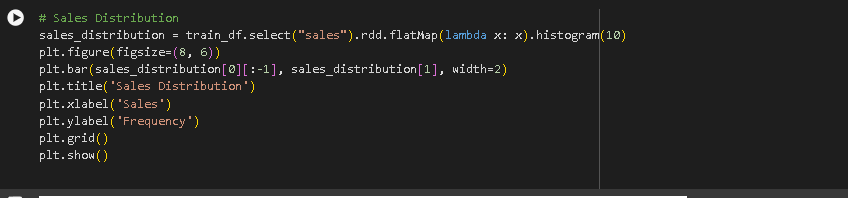 # Sales Distribution
sales_distribution = train_df.select("sales").rdd.flatMap(lambda x: x).histogram(10)
plt.figure(figsize=(8, 6))
plt.bar(sales_distribution[0][:-1], sales_distribution[1], width=2)
plt.title('Sales Distribution')
plt.xlabel('Sales')
plt.ylabel('Frequency')
plt.grid()
plt.show()